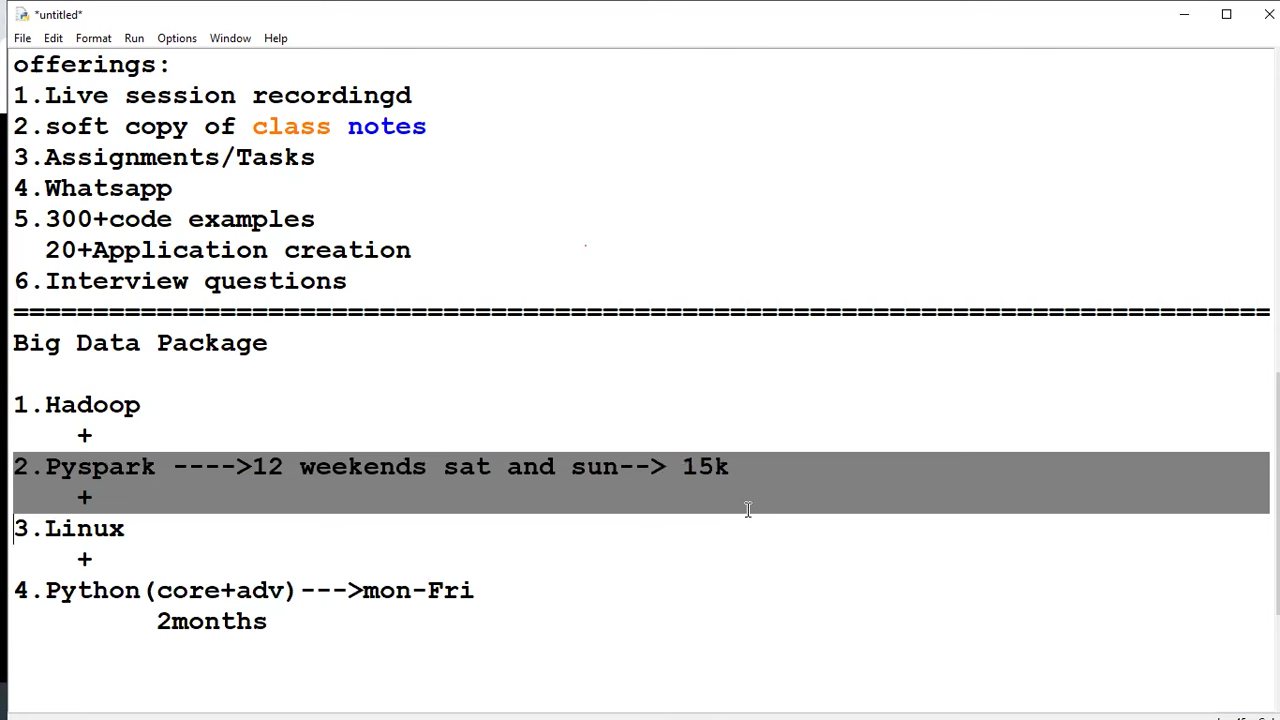 *untitled*
File Edit Format Run Options Window Help
offerings:
1.Live session recordingd
2.soft copy of class notes
3.Assignments/Tasks
4.Whatsapp
5.300+code examples
20+Application creation
6.Interview questions
===============================================================================
Big Data Package
1.Hadoop
+
2.Pyspark ---->12 weekends sat and sun--> 15k
+
3.Linux
+
4.Python(core+adv)--->mon-Fri
2months